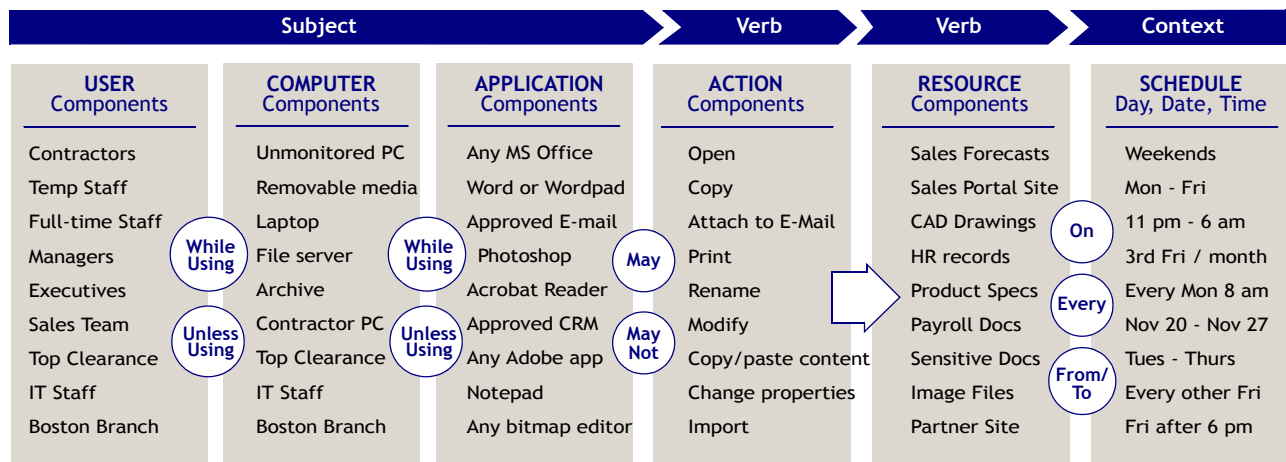 Subject
Verb
Verb
Context
USER
Components
Contractors
Temp Staff
Full-time Staff
Managers
Executives
Sales Team
Top Clearance
IT Staff
Boston Branch
While
Using
Unless
Using
COMPUTER
Components
Unmonitored PC
Removable media
Laptop
File server
Archive
Contractor PC
Top Clearance
IT Staff
Boston Branch
While
Using
Unless
Using
APPLICATION
Components
Any MS Office
Word or Wordpad
Approved E-mail
Photoshop
Acrobat Reader
Approved CRM
Any Adobe app
Notepad
Any bitmap editor
May
May
Not
ACTION
Components
Open
Copy
Attach to E-Mail
Print
Rename
Modify
Copy/paste content
Change properties
Import
RESOURCE
Components
Sales Forecasts
Sales Portal Site
CAD Drawings
HR records
Product Specs
Payroll Docs
Sensitive Docs
Image Files
Partner Site
On
Every
From/
To
SCHEDULE
Day, Date, Time
Weekends
Mon - Fri
11 pm - 6 am
3rd Fri / month
Every Mon 8 am
Nov 20 - Nov 27
Tues - Thurs
Every other Fri
Fri after 6 pm